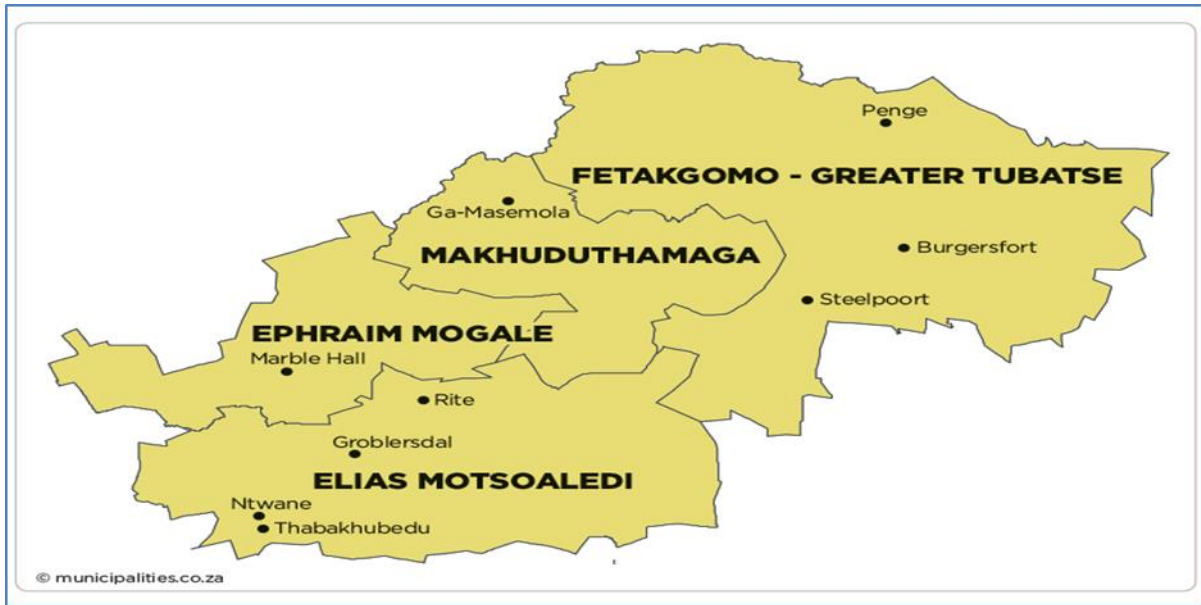 Penge
FETAKGOMO - GREATER TUBATSE
Ga-Masemola
MAKHUDUTHAMAGA
Burgersfort
Steelpoort
EPHRAIM MOGALE
Marble Hall
Rite
Groblersdal
ELIAS MOTSOALEDI
Ntwane
Thabakhubedu
© municipalities.co.za